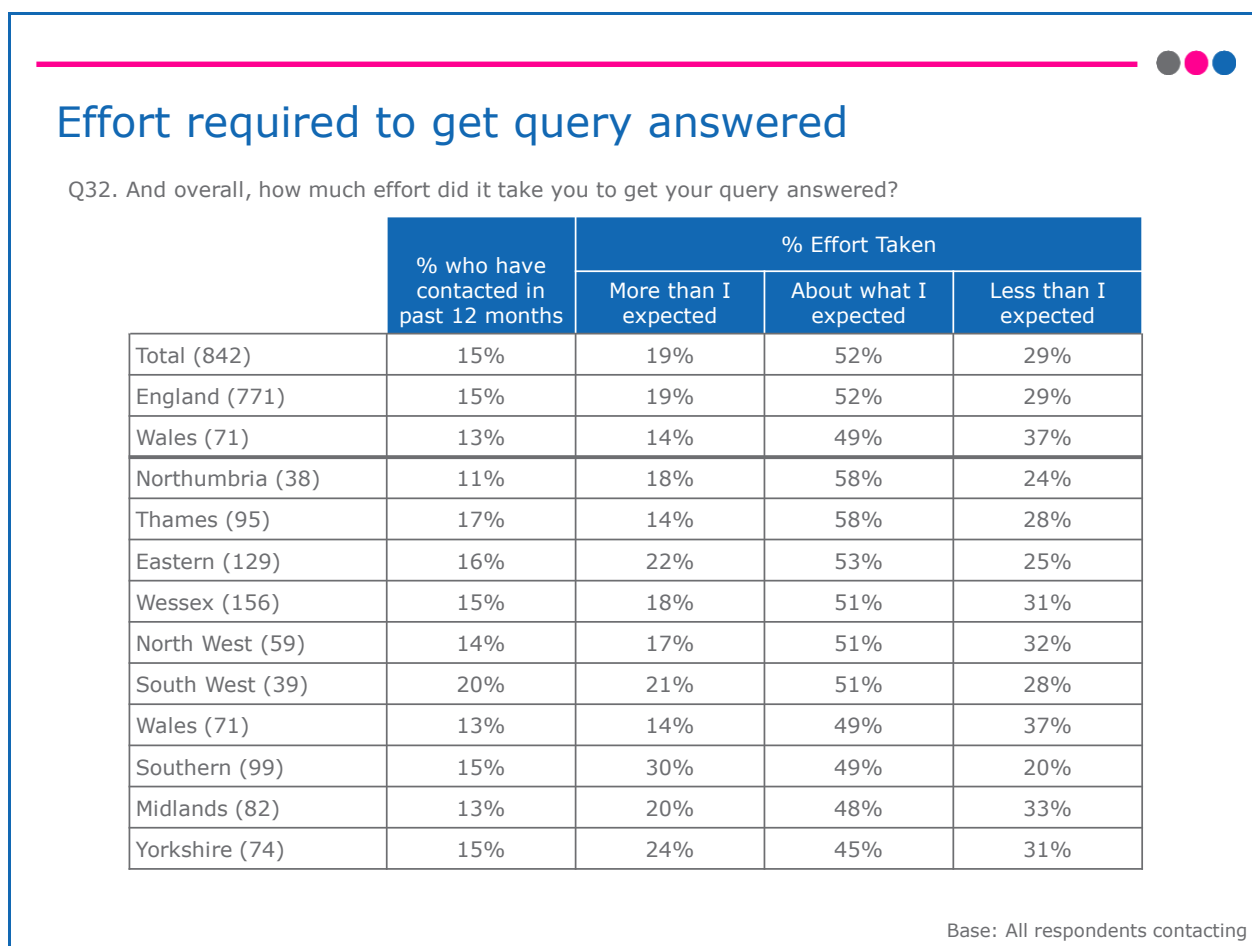 Effort required to get query answered
Q32. And overall, how much effort did it take you to get your query answered?
% who have
contacted in
past 12 months
% Effort Taken
More than I
expected
About what I
expected
Less than I
expected
Total (842) 15% 19% 52% 29%
England (771) 15% 19% 52% 29%
Wales (71) 13% 14% 49% 37%
Northumbria (38) 11% 18% 58% 24%
Thames (95) 17% 14% 58% 28%
Eastern (129) 16% 22% 53% 25%
Wessex (156) 15% 18% 51% 31%
North West (59) 14% 17% 51% 32%
South West (39) 20% 21% 51% 28%
Wales (71) 13% 14% 49% 37%
Southern (99) 15% 30% 49% 20%
Midlands (82) 13% 20% 48% 33%
Yorkshire (74) 15% 24% 45% 31%
Base: All respondents contacting